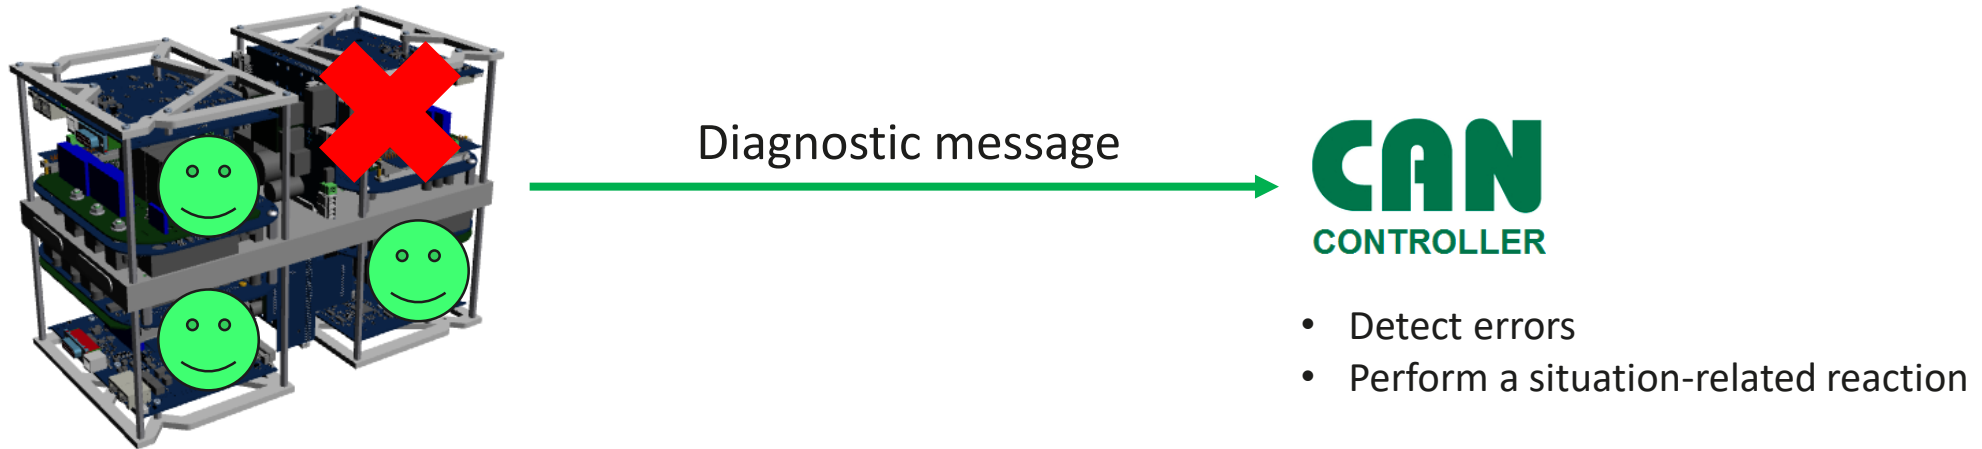 Diagnostic message
CAN
CONTROLLER
• Detect errors
• Perform a situation-related reaction